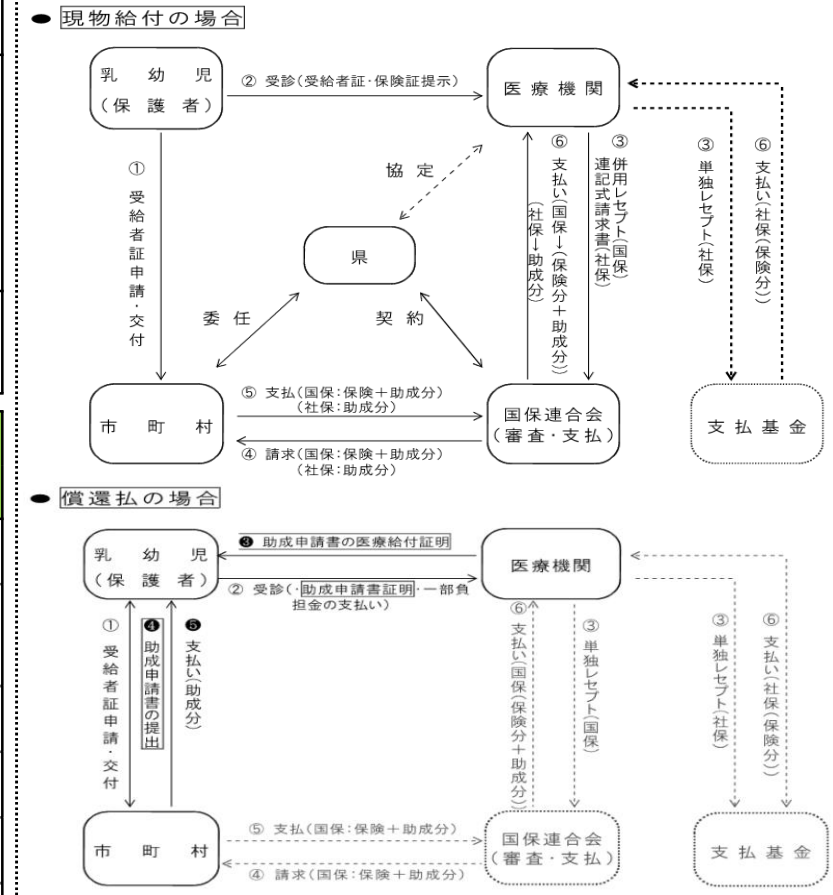 ● 現物給付の場合
乳幼児
(保護者)
② 受診(受給者証・保険証提示)
医療機関
① 受給者証申請・交付
協定
県
委任
契約
⑥ 支払い(国保→(保険分+助成分)
(社保→助成分)
③ 併用レセプト(国保)
連記式請求書(社保)
③ 単独レセプト(社保)
⑥ 支払い(社保(保険分))
市町村
⑤ 支払(国保:保険+助成分)
(社保:助成分)
④ 請求(国保:保険+助成分)
(社保:助成分)
国保連合会
(審査・支払)
支払基金
● 償還払の場合
乳幼児
(保護者)
❸ 助成申請書の医療給付証明
② 受診(・助成申請書証明・一部負
担金の支払い)
医療機関
① 受給者証申請・交付
❹ 助成申請書の提出
❺ 支払い(助成分)
⑥ 支払い(国保(保険分+助成分))
③ 単独レセプト(国保)
③ 単独レセプト(社保)
⑥ 支払い(社保(保険分))
市町村
⑤ 支払(国保:保険+助成分)
④ 請求(国保:保険+助成分)
国保連合会
(審査・支払)
支払基金